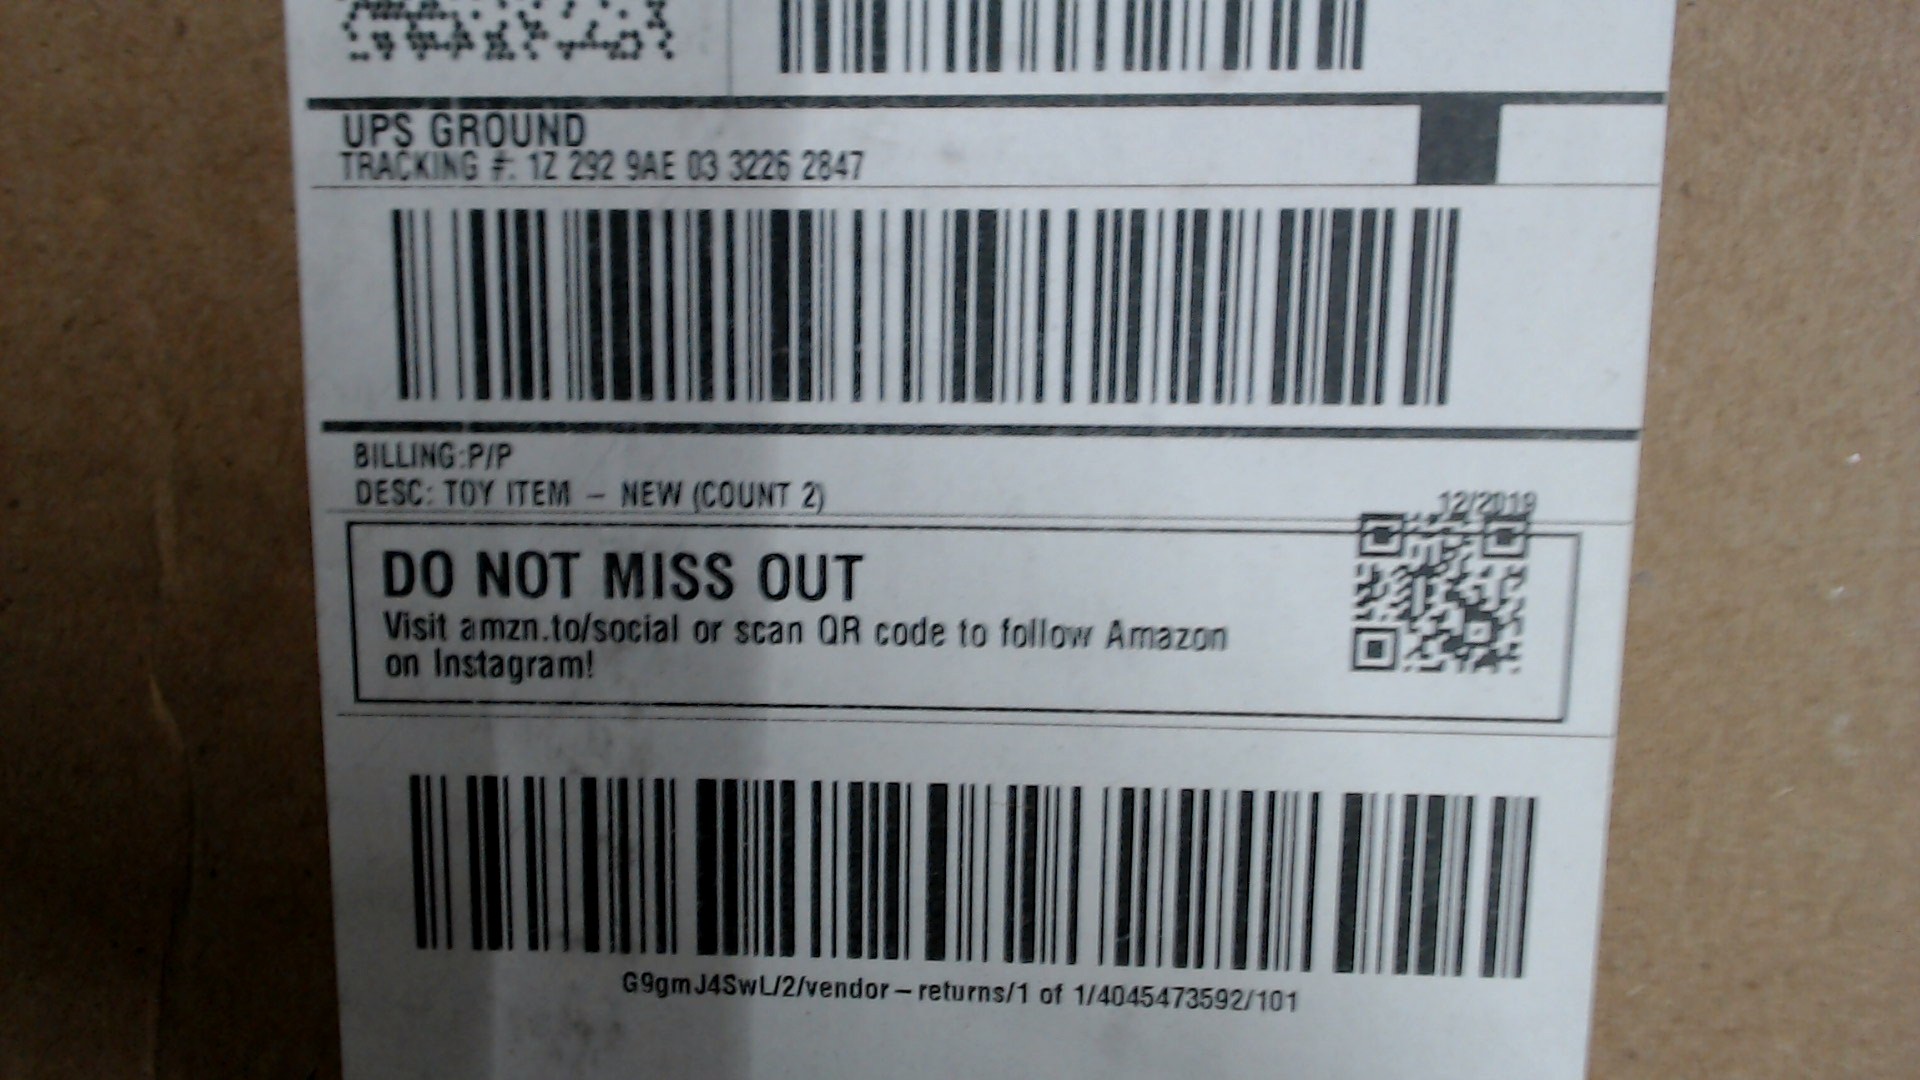 UPS GROUND
TRACKING #: 1Z 292 9AE 03 3226 2847
BILLING:P/P
DESC: TOY ITEM – NEW (COUNT 2)
12/2019
DO NOT MISS OUT
Visit amzn.to/social or scan QR code to follow Amazon
on Instagram!
G9gmJ4SwL/2/vendor–returns/1 of 1/4045473592/101